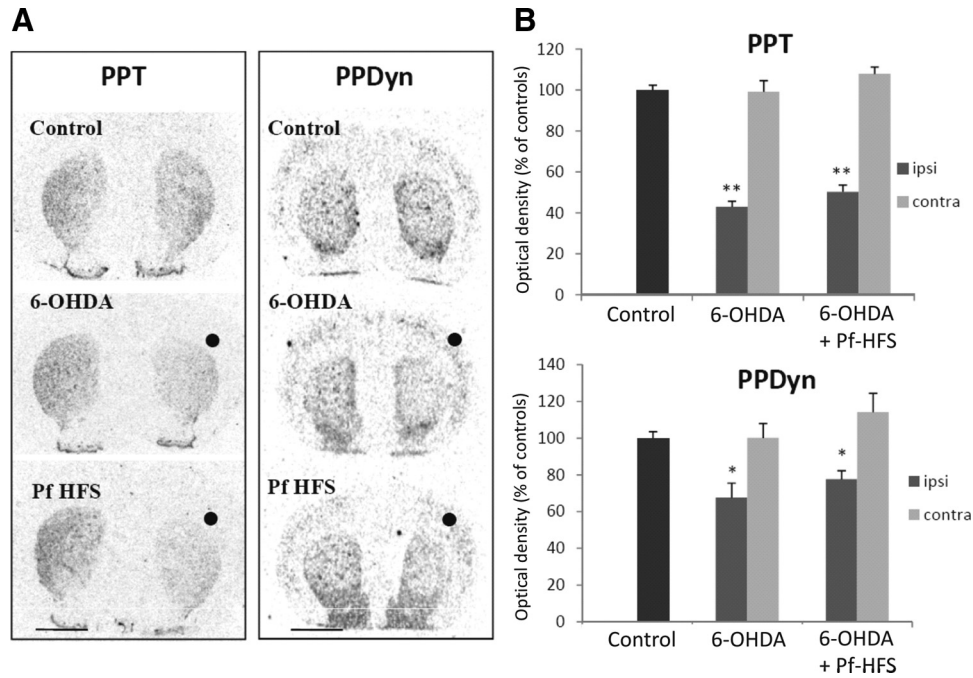 A
PPT
Control
6-OHDA
Pf HFS
PPDyn
Control
6-OHDA
Pf HFS
B
PPT
Optical density (% of controls)
120
100
80
60
40
20
0
**
**
ipsi
contra
Control
6-OHDA
6-OHDA
+ Pf-HFS
PPDyn
Optical density (% of controls)
140
120
100
80
60
40
20
0
*
*
ipsi
contra
Control
6-OHDA
6-OHDA
+ Pf-HFS